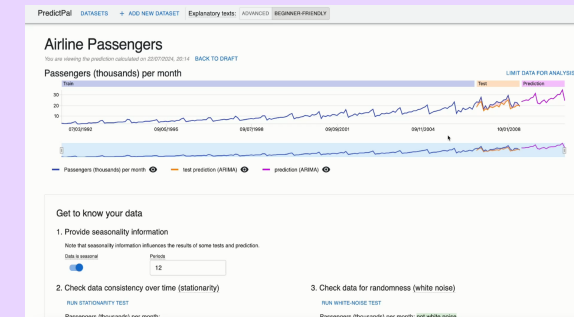 PredictPal DATASETS + ADD NEW DATASET Explanatory texts: ADVANCED BEGINNER-FRIENDLY
Airline Passengers
You are viewing the prediction calculated on 22/07/2024, 20:14 BACK TO DRAFT
Passengers (thousands) per month
LIMIT DATA FOR ANALYSIS
Train Test Prediction
30
20
10
07/03/1992 09/05/1995 09/07/1998 09/09/2001 09/11/2004 10/01/2008
Passengers (thousands) per month test prediction (ARIMA) prediction (ARIMA)
Get to know your data
1. Provide seasonality information
Note that seasonality information influences the results of some tests and prediction.
Data is seasonal Periods
12
2. Check data consistency over time (stationarity) 3. Check data for randomness (white noise)
RUN STATIONARITY TEST RUN WHITE-NOISE TEST
Passengers (thousands) per month: Passengers (thousands) per month: not white noise